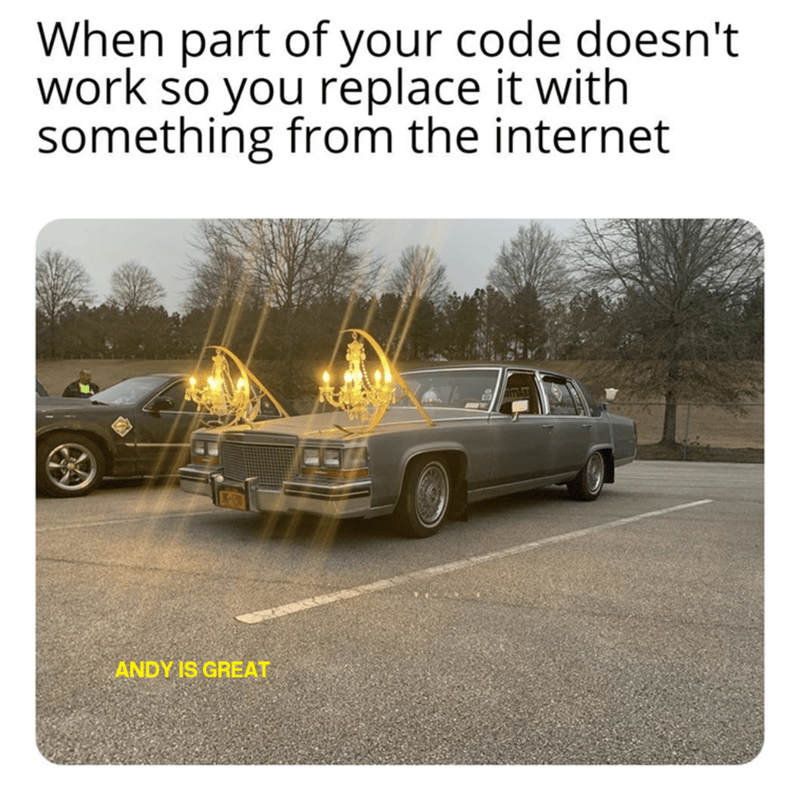 When part of your code doesn't
work so you replace it with
something from the internet
ANDY IS GREAT